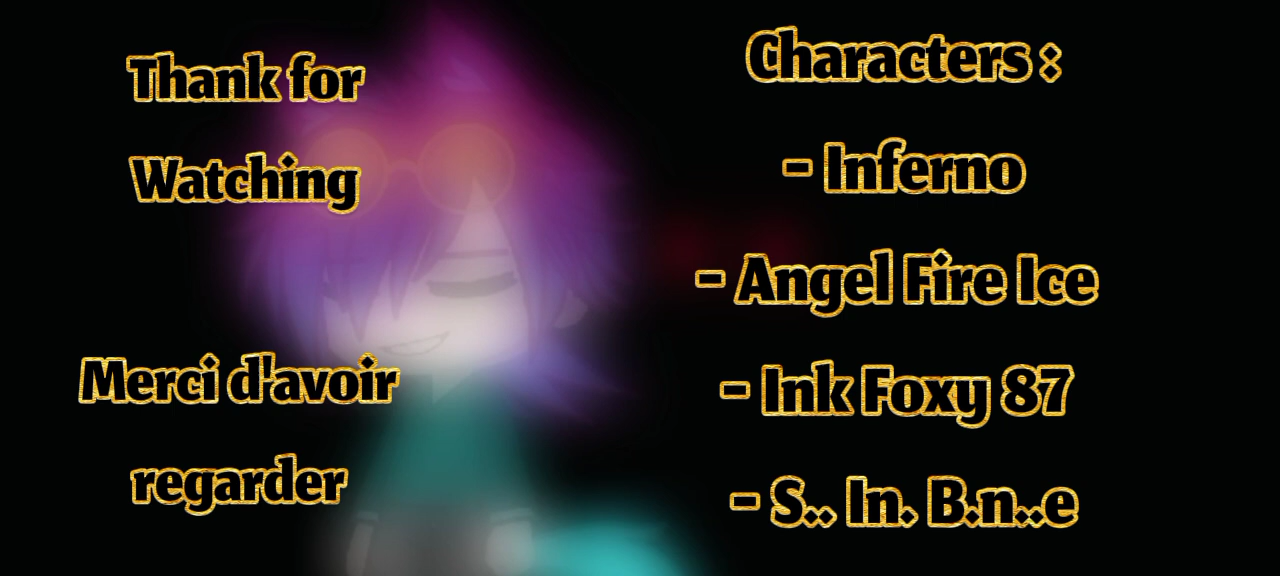 Thank for
Watching
Merci d'avoir
regarder
Characters :
- Inferno
- Angel Fire Ice
- Ink Foxy 87
- S.. In. B.n..e